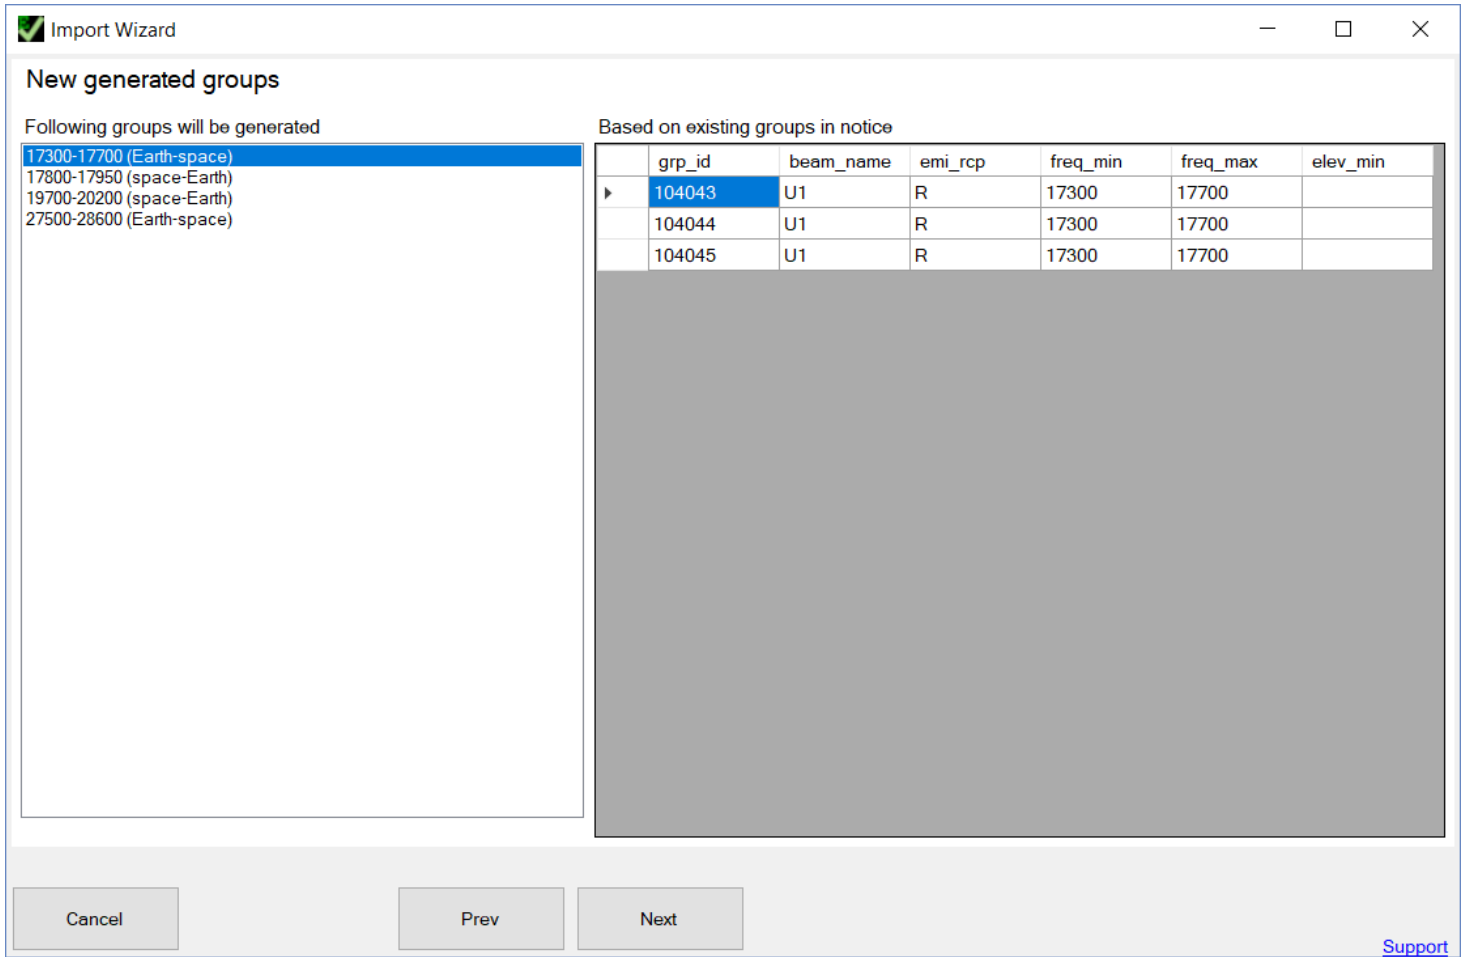 Import Wizard
New generated groups
Following groups will be generated
17300-17700 (Earth-space)
17800-17950 (space-Earth)
19700-20200 (space-Earth)
27500-28600 (Earth-space)
Based on existing groups in notice
grp_id beam_name emi_rcp freq_min freq_max elev_min
104043 U1 R 17300 17700
104044 U1 R 17300 17700
104045 U1 R 17300 17700
Cancel Prev Next
Support